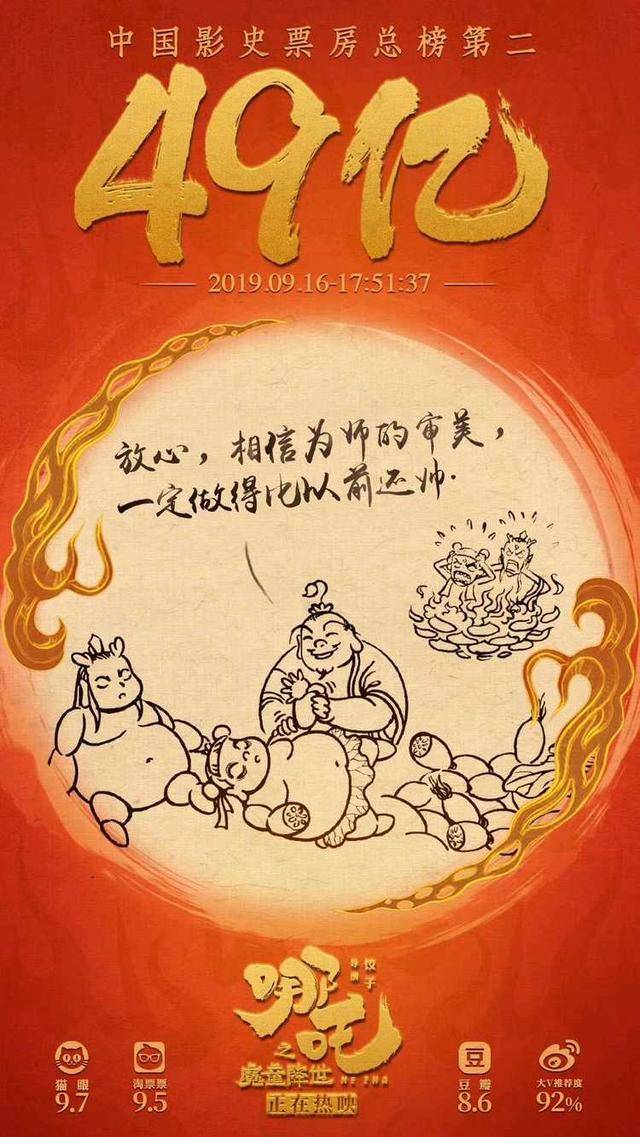 中国影史票房总榜第二
49亿
2019.09.16-17:51:37
放心，相信为师的审美，
一定做得比以前还帅.
哪吒
之
魔童降世
NE ZHA
导演
饺子
正在热映
猫眼
9.7
淘票票
9.5
豆
豆瓣
8.6
大V推荐度
92%